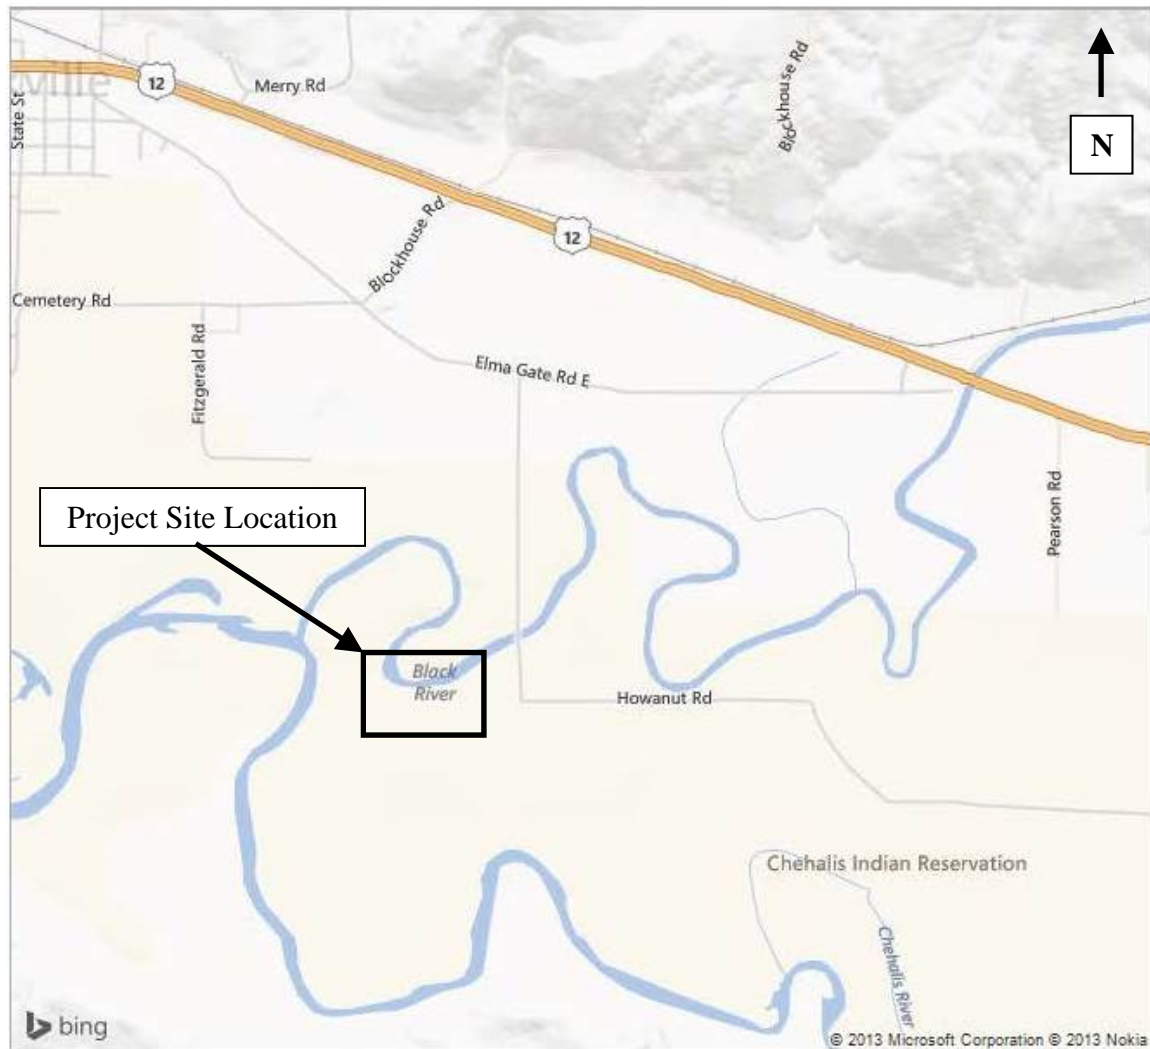 ville
12
Merry Rd
Blockhouse Rd
N
State St
Blockhouse Rd
12
Cemetery Rd
Fitzgerald Rd
Elma Gate Rd E
Pearson Rd
Project Site Location
Black
River
Howanut Rd
Chehalis Indian Reservation
Chehalis River
bing
© 2013 Microsoft Corporation © 2013 Nokia